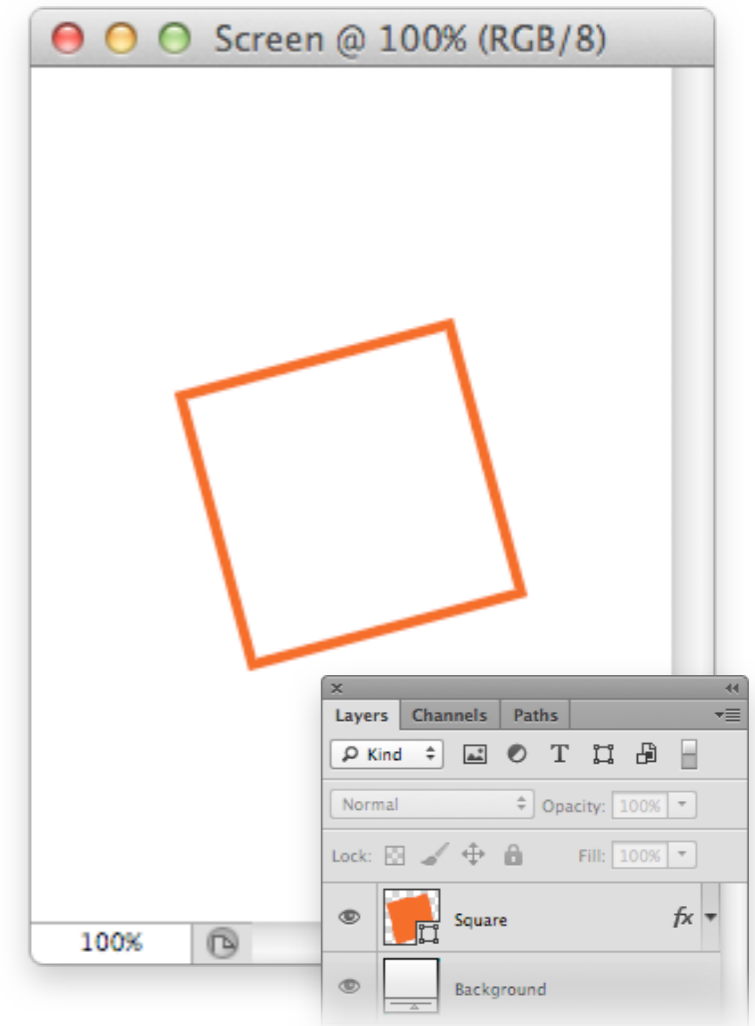 Screen @ 100% (RGB/8)
Layers Channels Paths
Kind T
Normal Opacity: 100%
Lock: Fill: 100%
Square fx
100%
Background